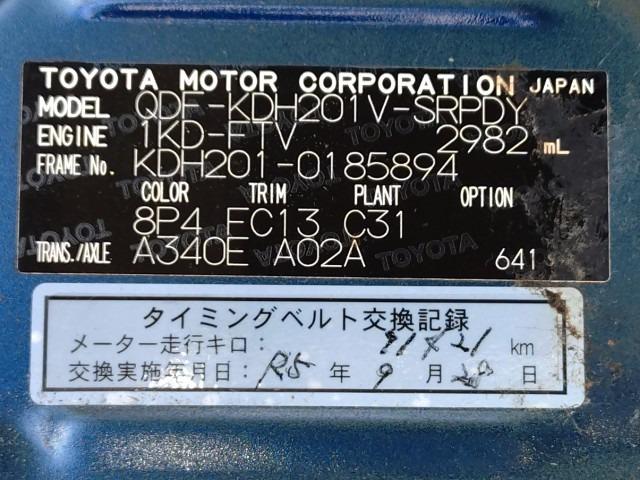 TOYOTA MOTOR CORPORATION JAPAN
MODEL QDF-KDH201V-SRPDY
ENGINE 1KD-FTV 2982 mL
FRAME No. KDH201-0185894
COLOR TRIM PLANT OPTION
8P4 FC13 C31
TRANS./AXLE A340E A02A 641
タイミングベルト交換記録
メーター走行キロ: km
交換実施年月日: R5 年 9 月 28 日